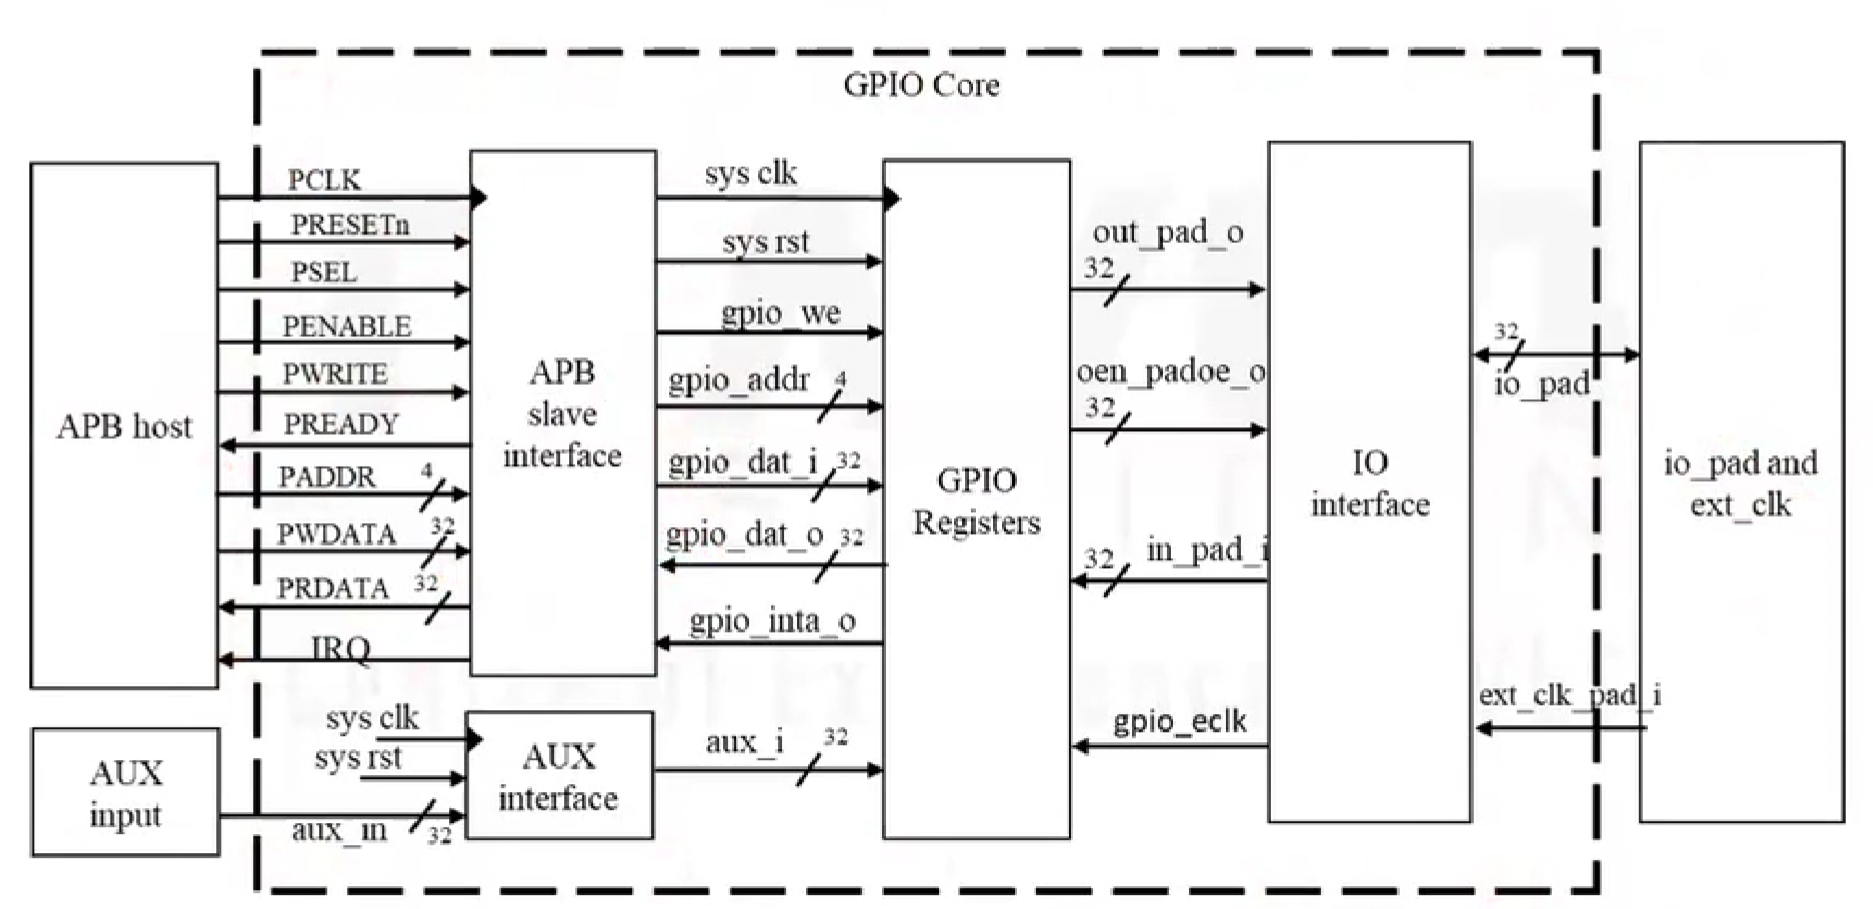 GPIO Core
PCLK
PRESETn
PSEL
PENABLE
PWRITE
PREADY
PADDR 4
PWDATA 32
PRDATA 32
IRQ
APB host
APB
slave
interface
sys clk
sys rst
gpio_we
gpio_addr 4
gpio_dat_i 32
gpio_dat_o 32
gpio_inta_o
GPIO
Registers
out_pad_o
32
oen_padoe_o
32
in_pad_i
32
gpio_eclk
IO
interface
32
io_pad
ext_clk_pad_i
io_pad and
ext_clk
AUX
input
sys clk
sys rst
aux_in 32
AUX
interface
aux_i 32